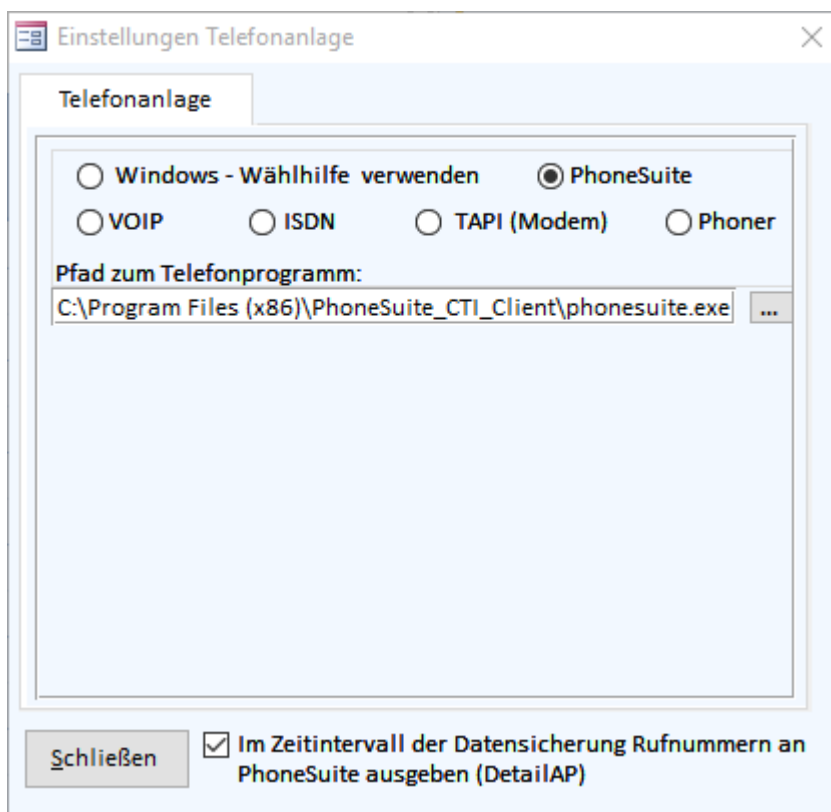 Einstellungen Telefonanlage
Telefonanlage
Windows - Wählhilfe verwenden PhoneSuite
VOIP ISDN TAPI (Modem) Phoner
Pfad zum Telefonprogramm:
C:\Program Files (x86)\PhoneSuite_CTI_Client\phonesuite.exe ...
Schließen
Im Zeitintervall der Datensicherung Rufnummern an
PhoneSuite ausgeben (DetailAP)